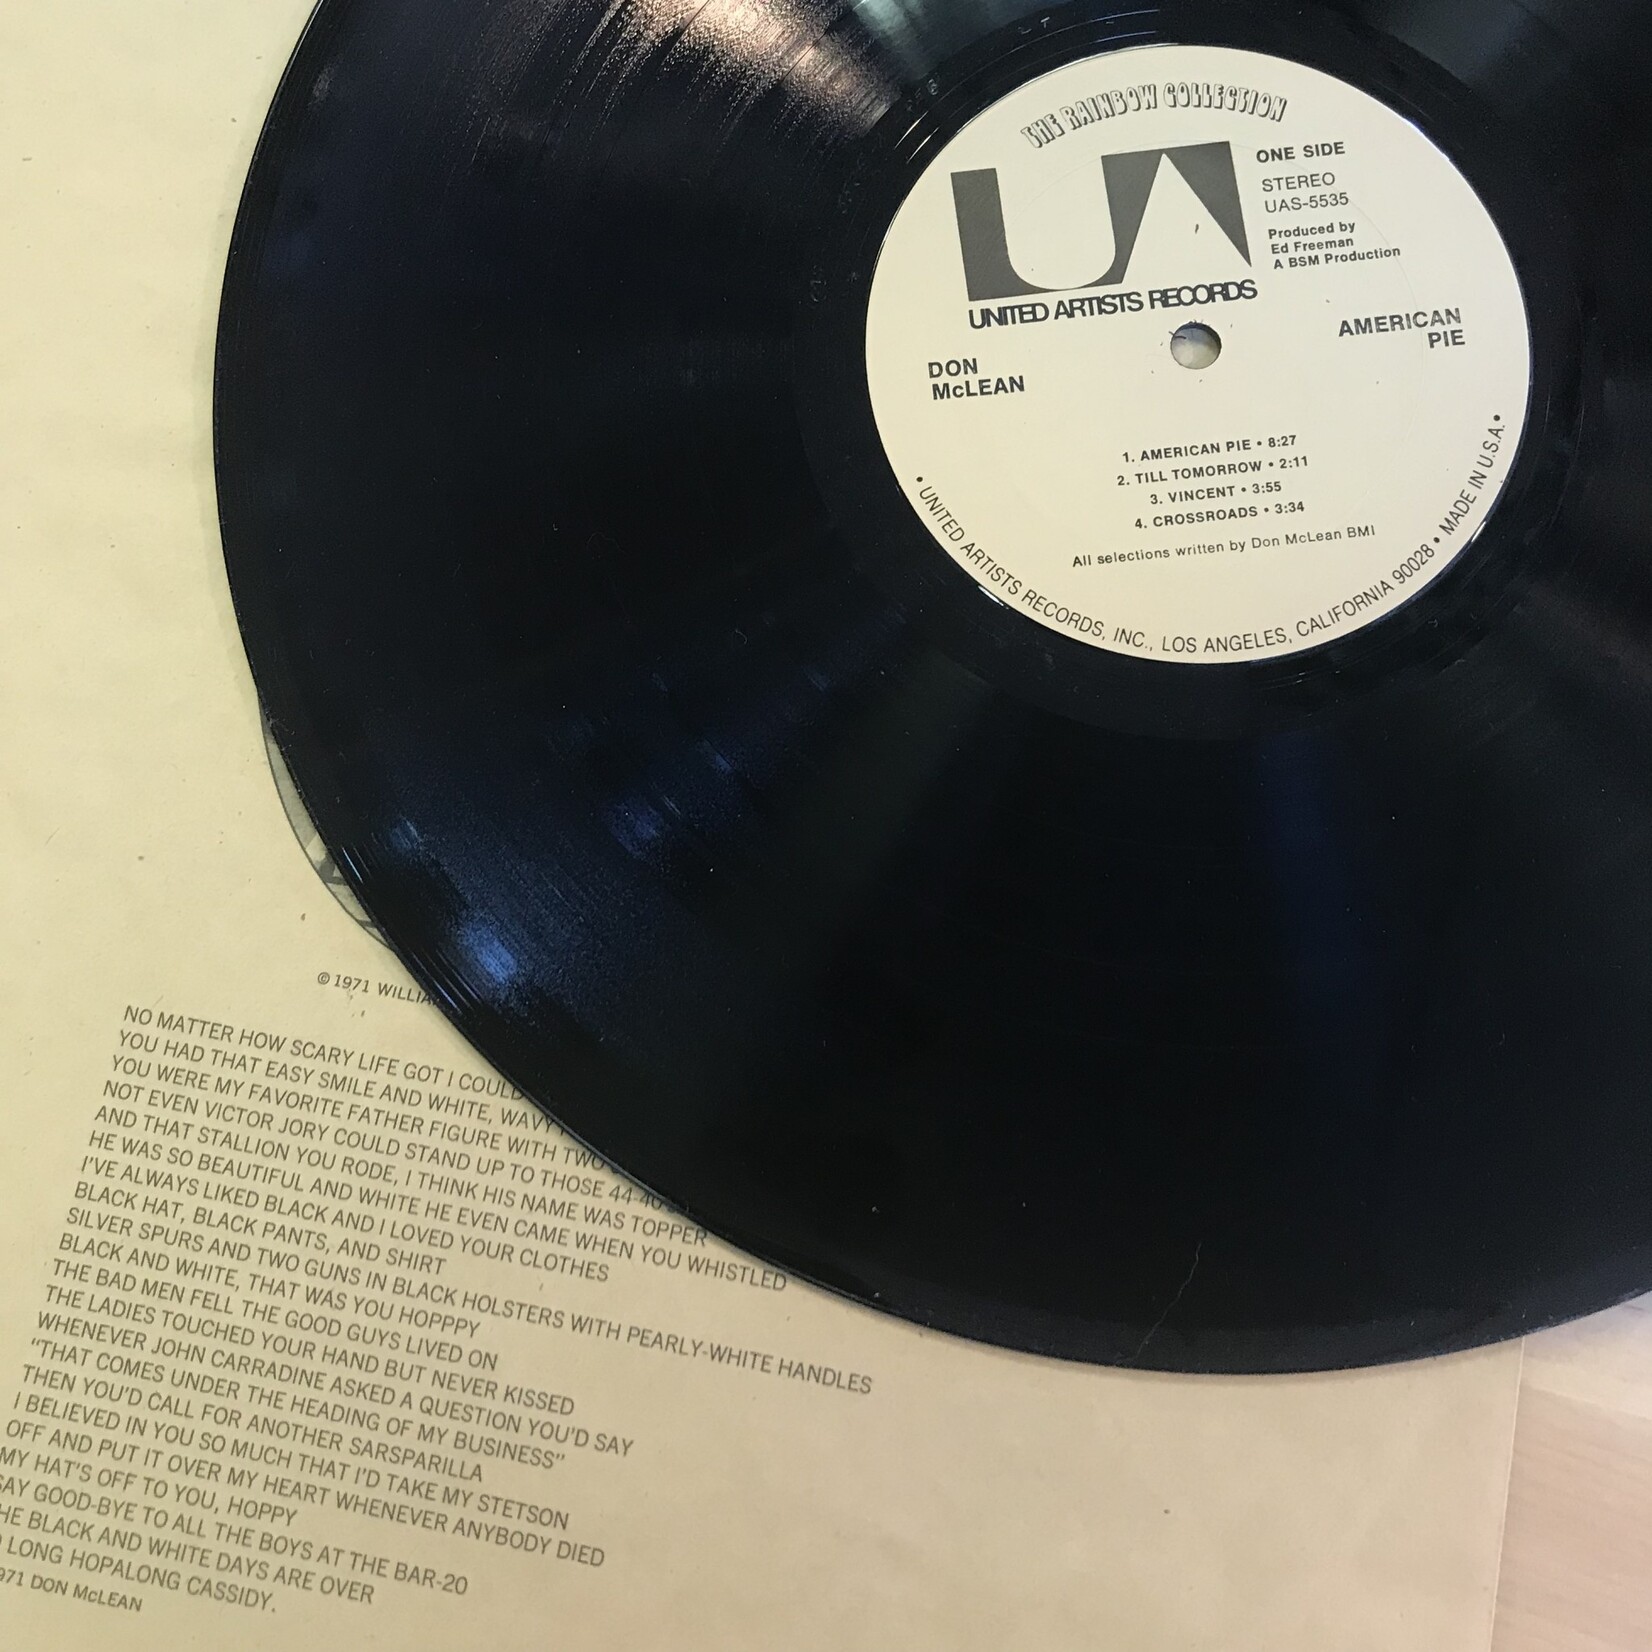 THE RAINBOW COLLECTION
UA
UNITED ARTISTS RECORDS
ONE SIDE
STEREO
UAS-5535
Produced by
Ed Freeman
A BSM Production
DON
McLEAN
AMERICAN
PIE
1. AMERICAN PIE • 8:27
2. TILL TOMORROW • 2:11
3. VINCENT • 3:55
4. CROSSROADS • 3:34
All selections written by Don McLean BMI
• UNITED ARTISTS RECORDS, INC., LOS ANGELES, CALIFORNIA 90028 • MADE IN U.S.A. •
© 1971
NO MATTER HOW SCARY LIFE GOT I COULD
YOU HAD THAT EASY SMILE AND WHITE, WAVY
YOU WERE MY FAVORITE FATHER FIGURE WITH TWO
NOT EVEN VICTOR JORY COULD STAND UP TO THOSE 44-40
AND THAT STALLION YOU RODE, I THINK HIS NAME WAS TOPPER
HE WAS SO BEAUTIFUL AND WHITE HE EVEN CAME WHEN YOU WHISTLED
I'VE ALWAYS LIKED BLACK AND I LOVED YOUR CLOTHES
BLACK HAT, BLACK PANTS, AND SHIRT
SILVER SPURS AND TWO GUNS IN BLACK HOLSTERS WITH PEARLY-WHITE HANDLES
BLACK AND WHITE, THAT WAS YOU HOPPPY
THE BAD MEN FELL THE GOOD GUYS LIVED ON
THE LADIES TOUCHED YOUR HAND BUT NEVER KISSED
WHENEVER JOHN CARRADINE ASKED A QUESTION YOU'D SAY
"THAT COMES UNDER THE HEADING OF MY BUSINESS"
THEN YOU'D CALL FOR ANOTHER SARSPARILLA
I BELIEVED IN YOU SO MUCH THAT I'D TAKE MY STETSON
OFF AND PUT IT OVER MY HEART WHENEVER ANYBODY DIED
MY HAT'S OFF TO YOU, HOPPY
SAY GOOD-BYE TO ALL THE BOYS AT THE BAR-20
HE BLACK AND WHITE DAYS ARE OVER
LONG HOPALONG CASSIDY.
971 DON McLEAN